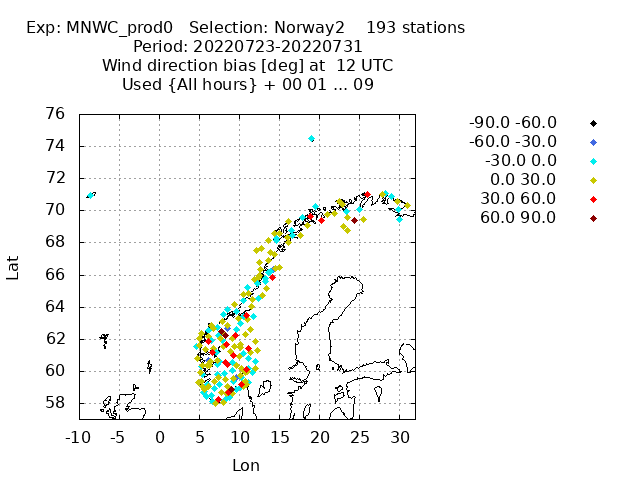 Exp: MNWC_prod0   Selection: Norway2    193 stations
Period: 20220723-20220731
Wind direction bias [deg] at  12 UTC
Used {All hours} + 00 01 ... 09
-90.0 -60.0
-60.0 -30.0
-30.0 0.0
0.0 30.0
30.0 60.0
60.0 90.0
76
74
72
70
68
66
64
62
60
58
Lat
-10 -5 0 5 10 15 20 25 30
Lon